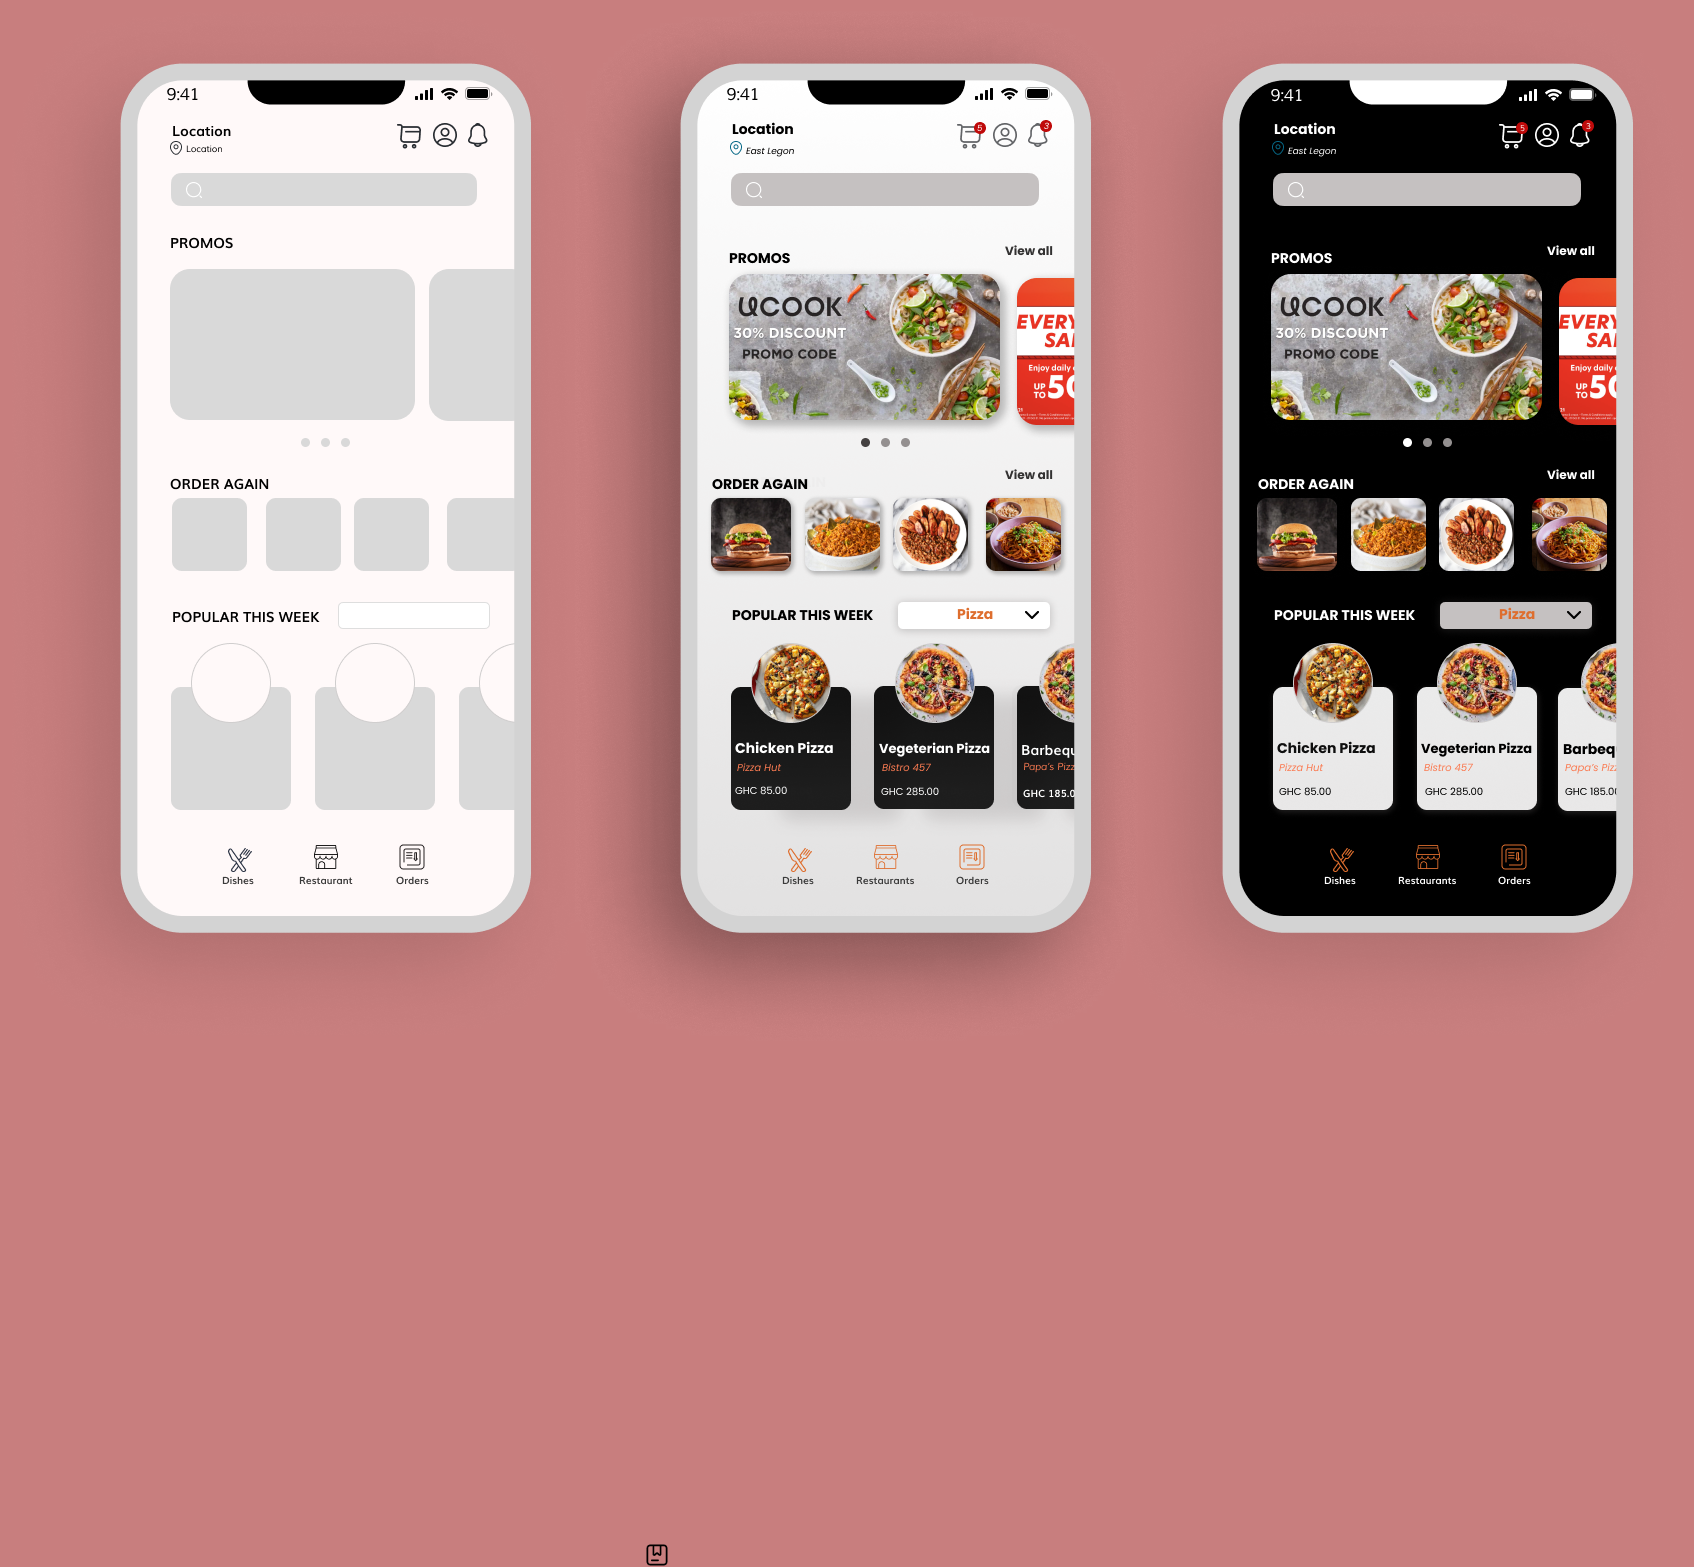 9:41
Location
Location
PROMOS
ORDER AGAIN
POPULAR THIS WEEK
Dishes
Restaurant
Orders
9:41
Location
East Legon
5
3
PROMOS
View all
UCOOK
30% DISCOUNT
PROMO CODE
EVERY
SA
Enjoy daily
UP TO 50
ORDER AGAIN
View all
POPULAR THIS WEEK
Pizza
Chicken Pizza
Pizza Hut
GHC 85.00
Vegeterian Pizza
Bistro 457
GHC 285.00
Barbequ
Papa's Pizz
GHC 185.0
Dishes
Restaurants
Orders
9:41
Location
East Legon
5
3
PROMOS
View all
UCOOK
30% DISCOUNT
PROMO CODE
EVERY
SA
Enjoy daily
UP TO 50
ORDER AGAIN
View all
POPULAR THIS WEEK
Pizza
Chicken Pizza
Pizza Hut
GHC 85.00
Vegeterian Pizza
Bistro 457
GHC 285.00
Barbeq
Papa's Piz
GHC 185.0
Dishes
Restaurants
Orders